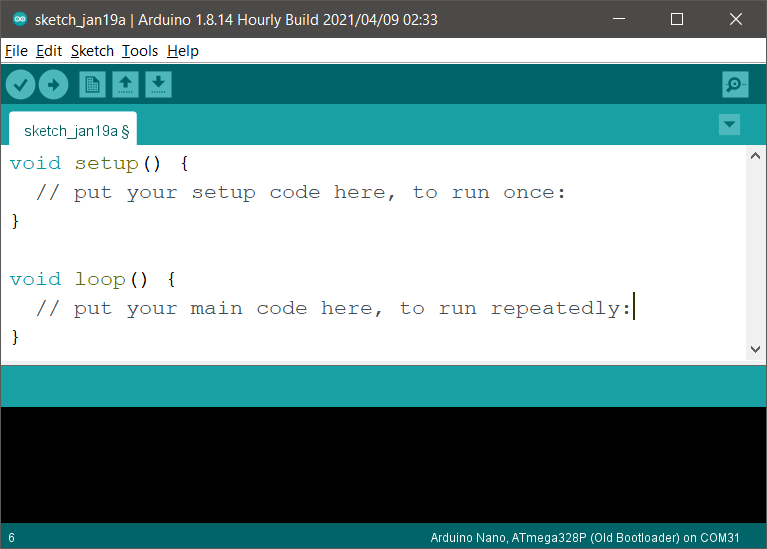 sketch_jan19a | Arduino 1.8.14 Hourly Build 2021/04/09 02:33
File Edit Sketch Tools Help
sketch_jan19a §
void setup() {
  // put your setup code here, to run once:
}

void loop() {
  // put your main code here, to run repeatedly:
}
6
Arduino Nano, ATmega328P (Old Bootloader) on COM31